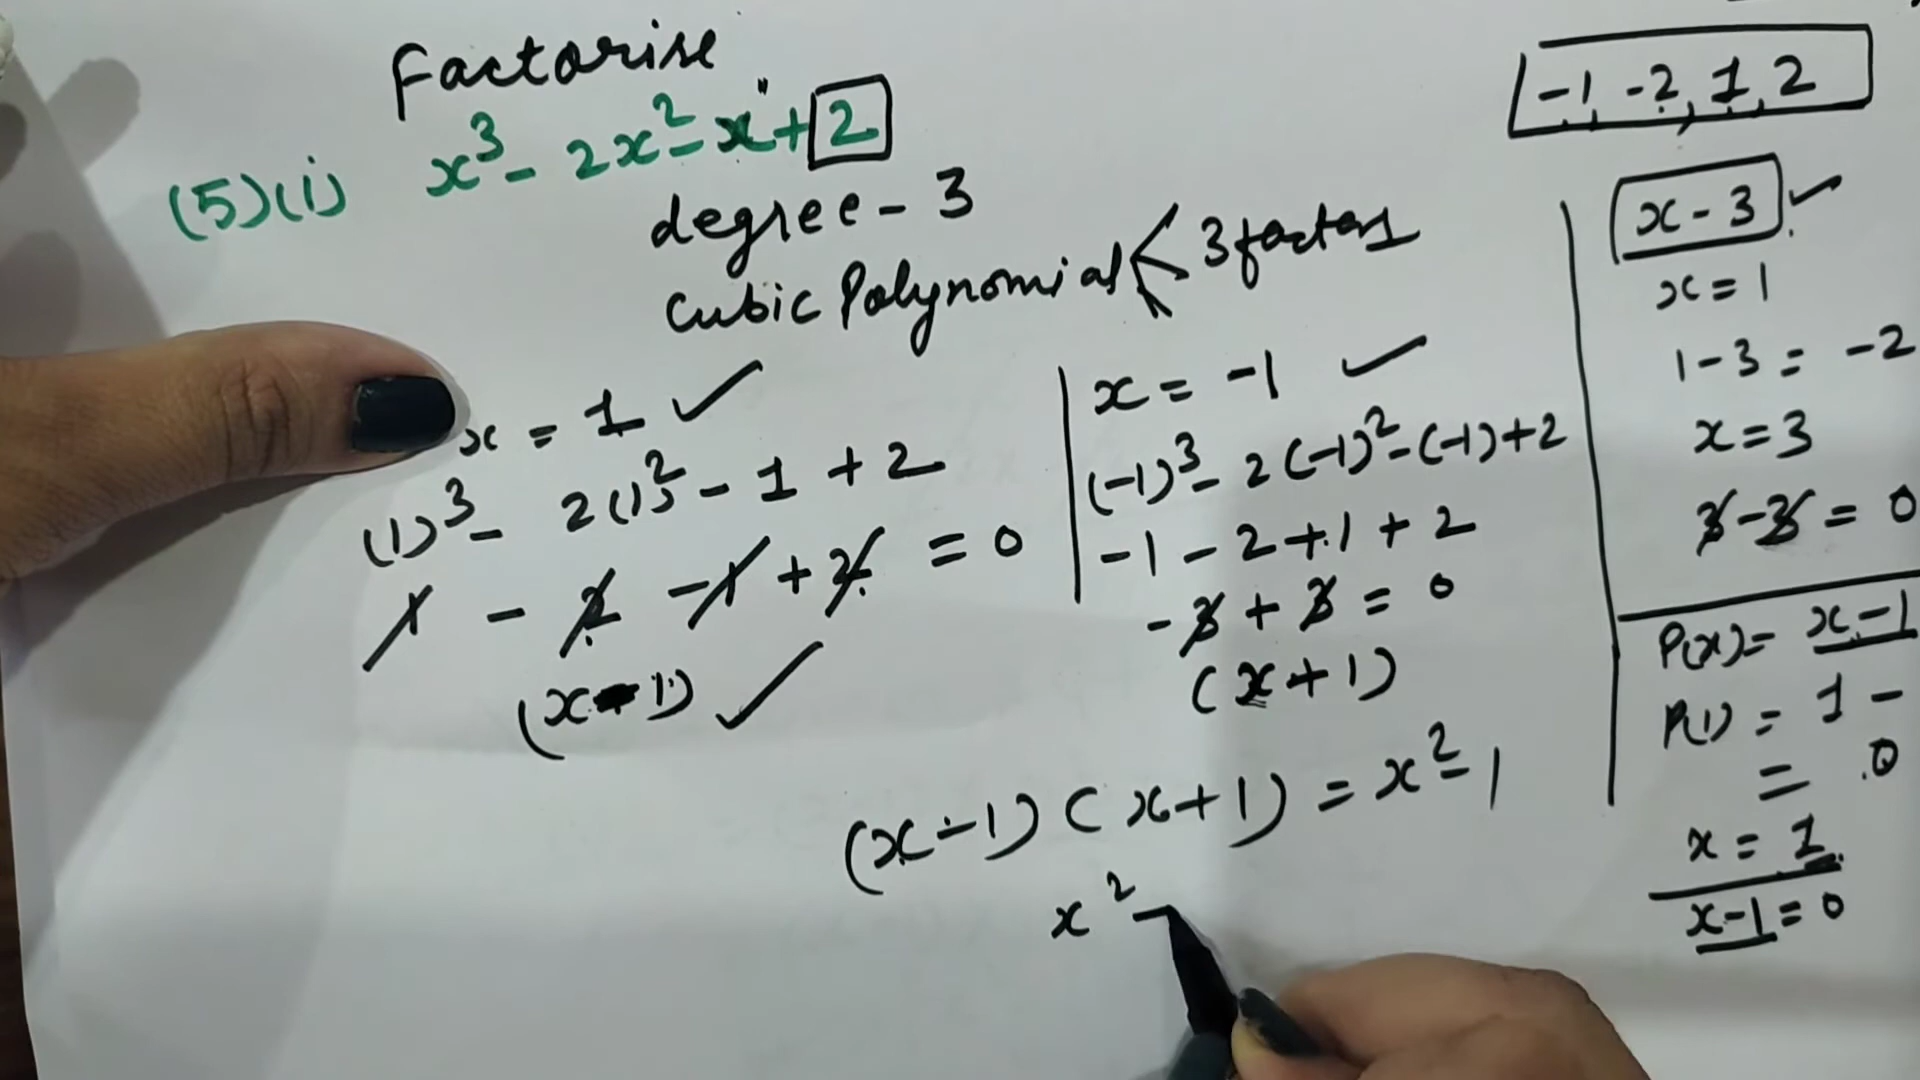 Factorise
(5)(i) x³ - 2x² - x + 2
degree - 3
Cubic Polynomial < 3 factors
x = 1 ✓
(1)³ - 2(1)² - 1 + 2
1 - 2 - 1 + 2 = 0
(x - 1) ✓
x = -1 ✓
(-1)³ - 2(-1)² - (-1) + 2
-1 - 2 + 1 + 2
-3 + 3 = 0
(x + 1)
(x - 1) (x + 1) = x² - 1
x² -
-1, -2, 1, 2
x - 3 ✓
x = 1
1 - 3 = -2
x = 3
3 - 3 = 0
P(x) = x - 1
P(1) = 1 -
= 0
x = 1
x - 1 = 0